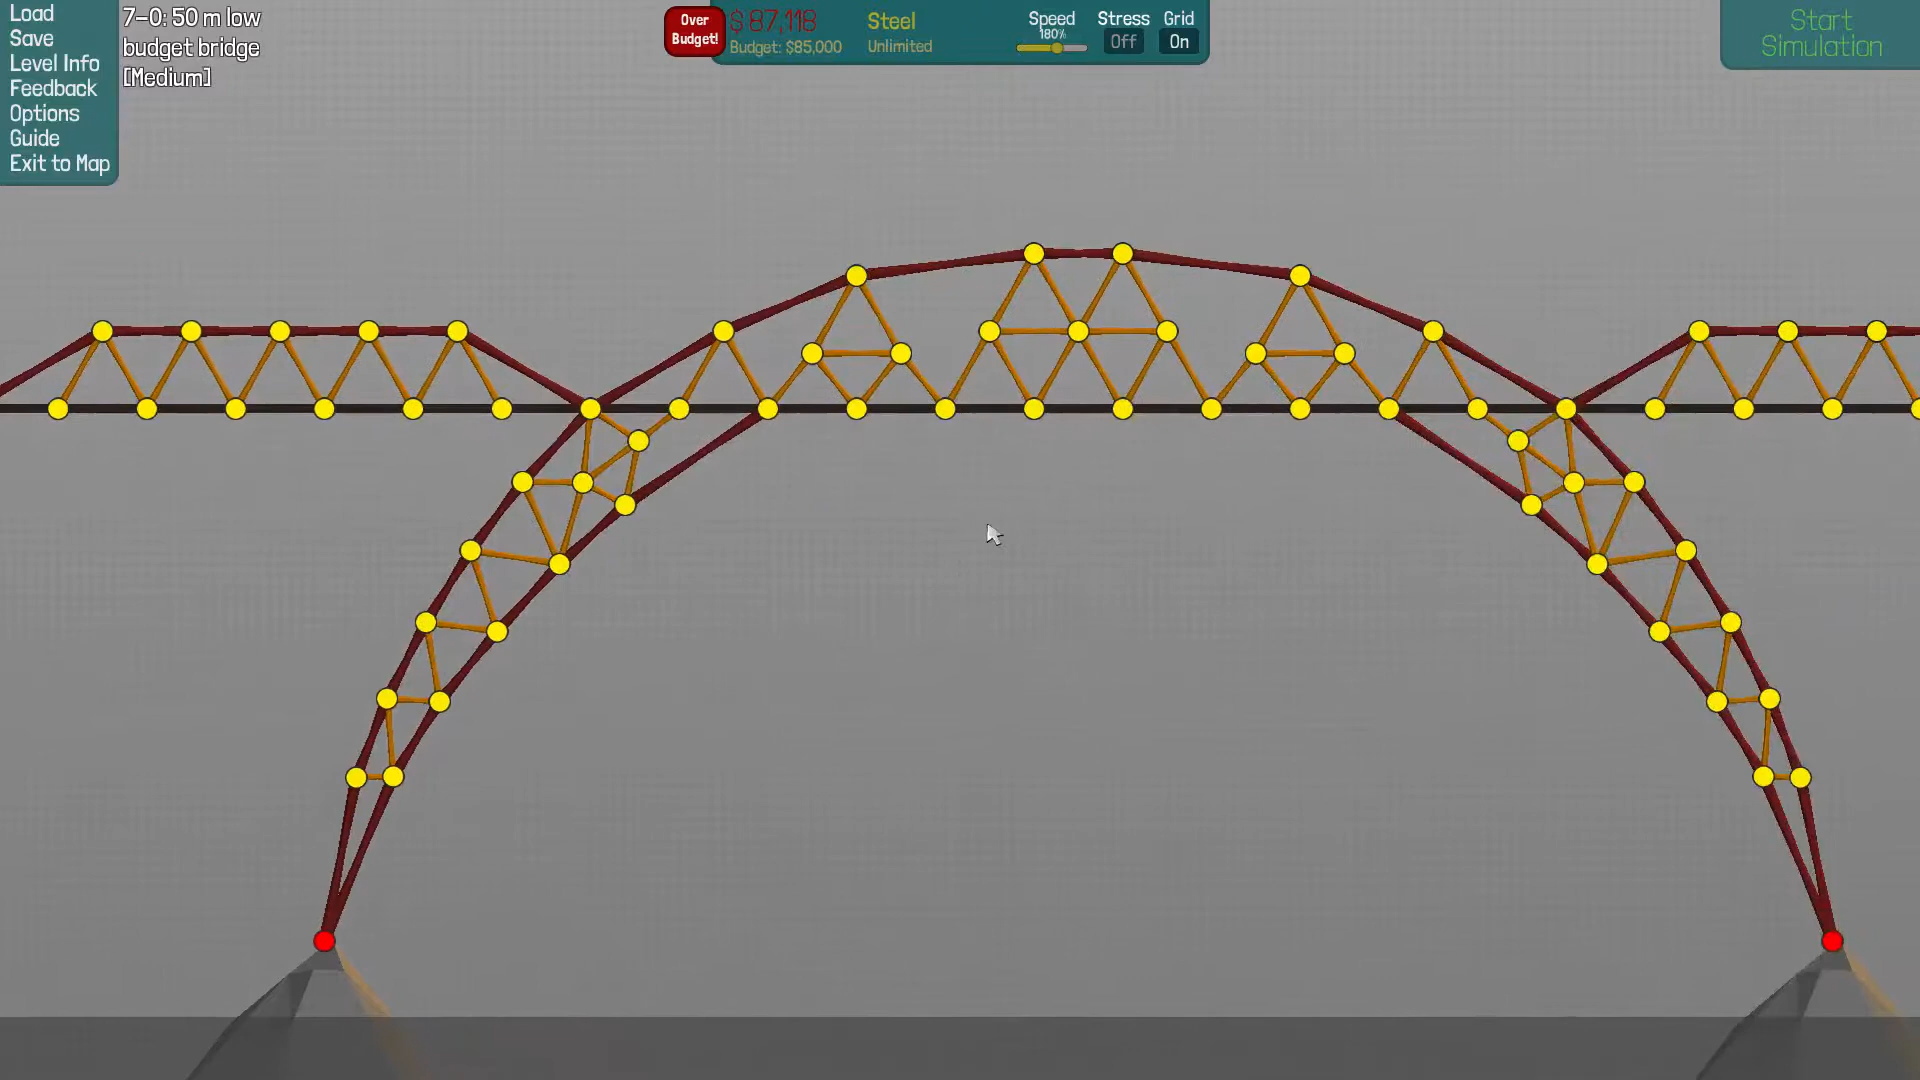 Load
Save
Level Info
Feedback
Options
Guide
Exit to Map
7-0: 50 m low
budget bridge
[Medium]
Over
Budget!
$ 87,118
Budget: $85,000
Steel
Unlimited
Speed
180%
Stress
Off
Grid
On
Start
Simulation